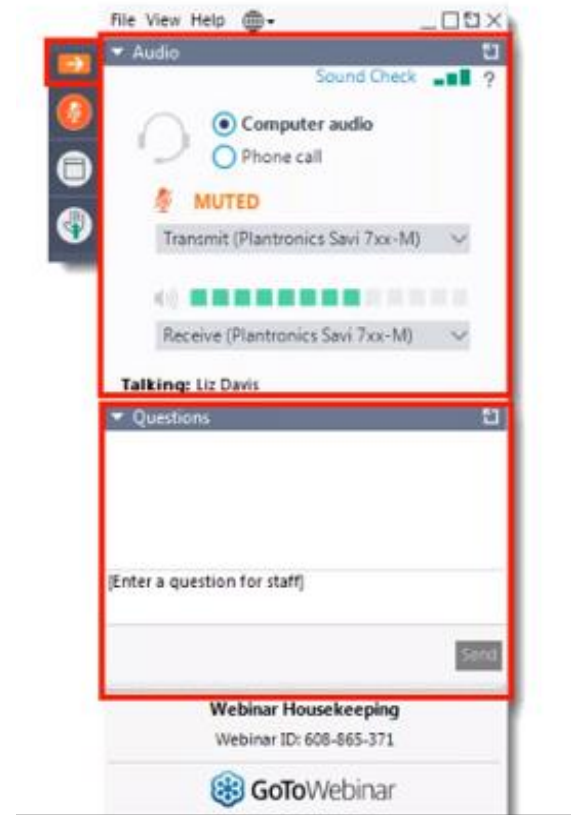 File View Help
Audio
Sound Check ?
Computer audio
Phone call
MUTED
Transmit (Plantronics Savi 7xx-M)
Receive (Plantronics Savi 7xx-M)
Talking: Liz Davis
Questions
[Enter a question for staff]
Send
Webinar Housekeeping
Webinar ID: 608-865-371
GoToWebinar